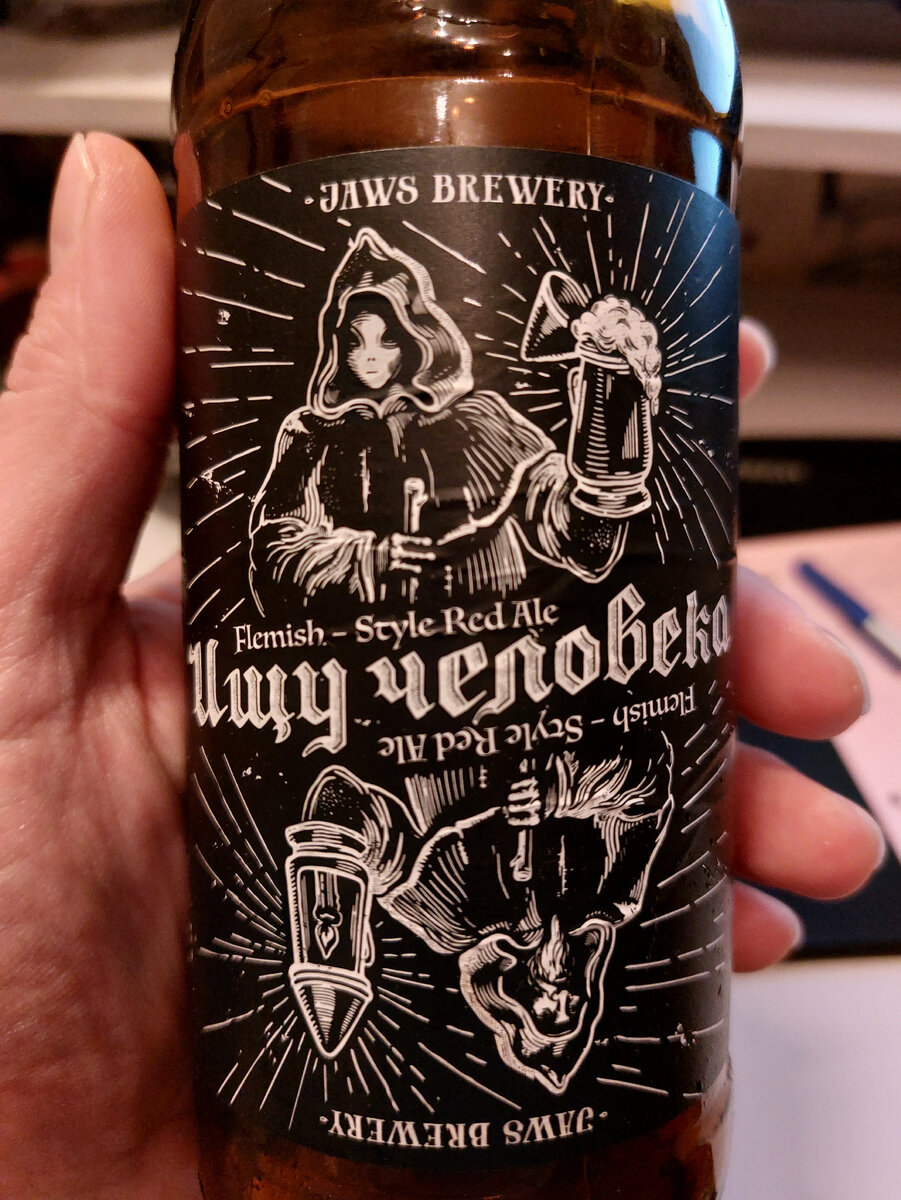 ·JAWS BREWERY·
Flemish - Style Red Ale
Ищу человека
Flemish - Style Red Ale
·JAWS BREWERY·